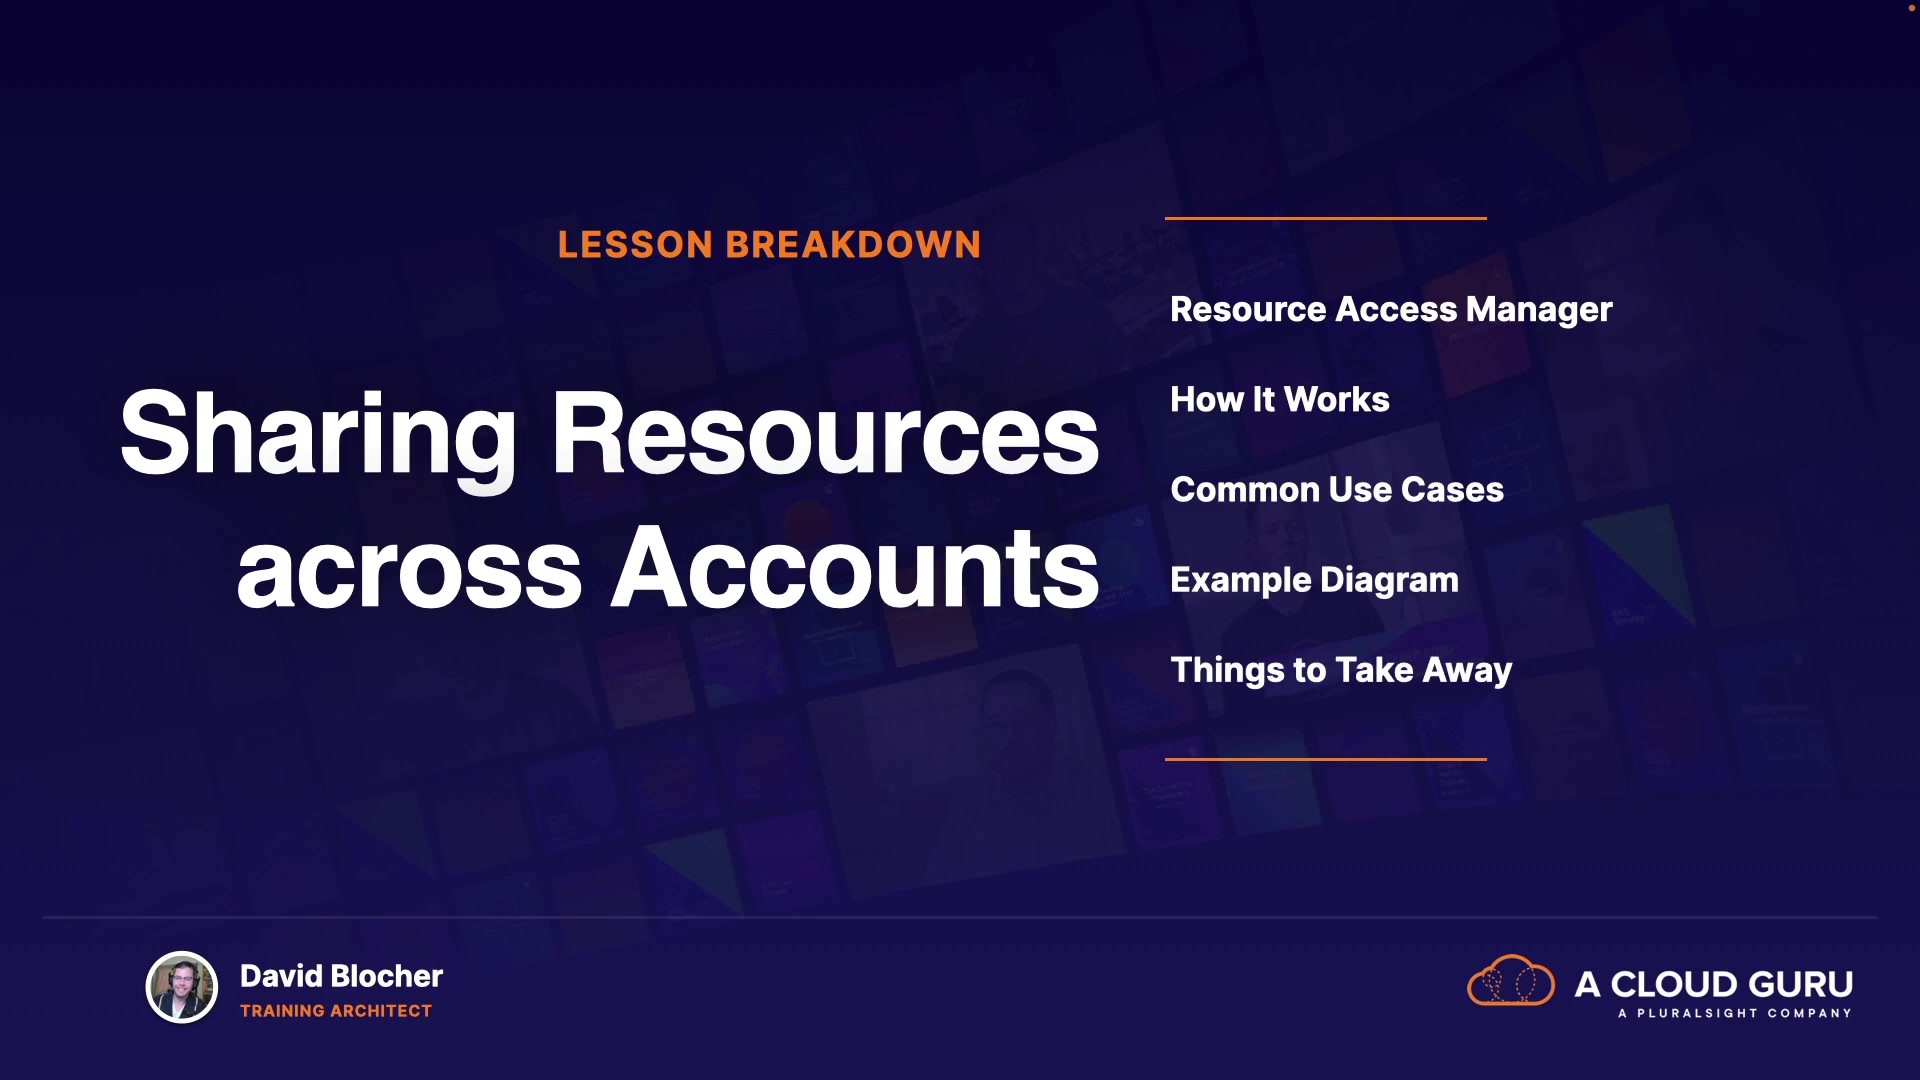 LESSON BREAKDOWN
Sharing Resources
across Accounts
Resource Access Manager
How It Works
Common Use Cases
Example Diagram
Things to Take Away
David Blocher
TRAINING ARCHITECT
A CLOUD GURU
A PLURALSIGHT COMPANY